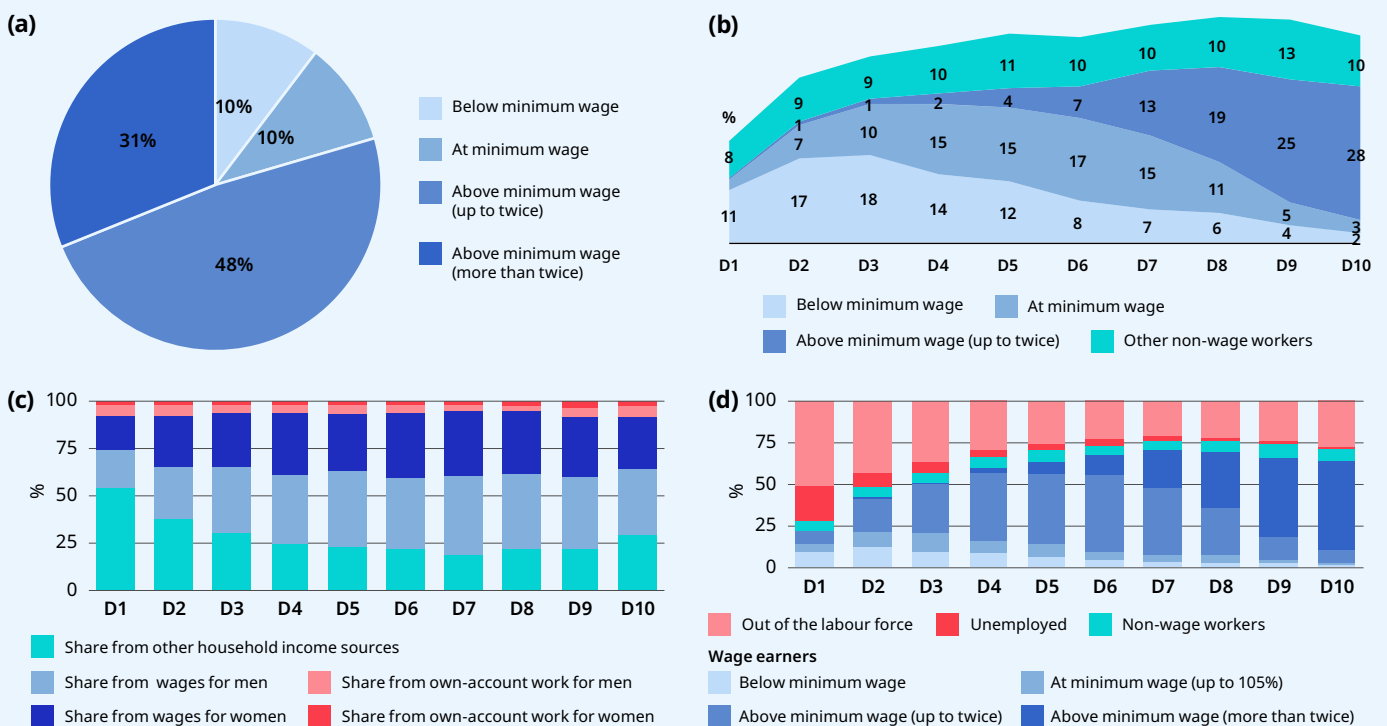 (a)
10%
10%
31%
48%
Below minimum wage
At minimum wage
Above minimum wage
(up to twice)
Above minimum wage
(more than twice)
(b)
%
8 9 9 10 11 10 10 10 13 10
1 1 2 4 7 13 19 25 28
7 10 15 15 17 15 11 5 3
11 17 18 14 12 8 7 6 4 2
D1 D2 D3 D4 D5 D6 D7 D8 D9 D10
Below minimum wage
At minimum wage
Above minimum wage (up to twice)
Other non-wage workers
(c)
%
100
75
50
25
0
D1 D2 D3 D4 D5 D6 D7 D8 D9 D10
Share from other household income sources
Share from wages for men
Share from own-account work for men
Share from wages for women
Share from own-account work for women
(d)
%
100
75
50
25
0
D1 D2 D3 D4 D5 D6 D7 D8 D9 D10
Out of the labour force
Unemployed
Non-wage workers
Wage earners
Below minimum wage
At minimum wage (up to 105%)
Above minimum wage (up to twice)
Above minimum wage (more than twice)